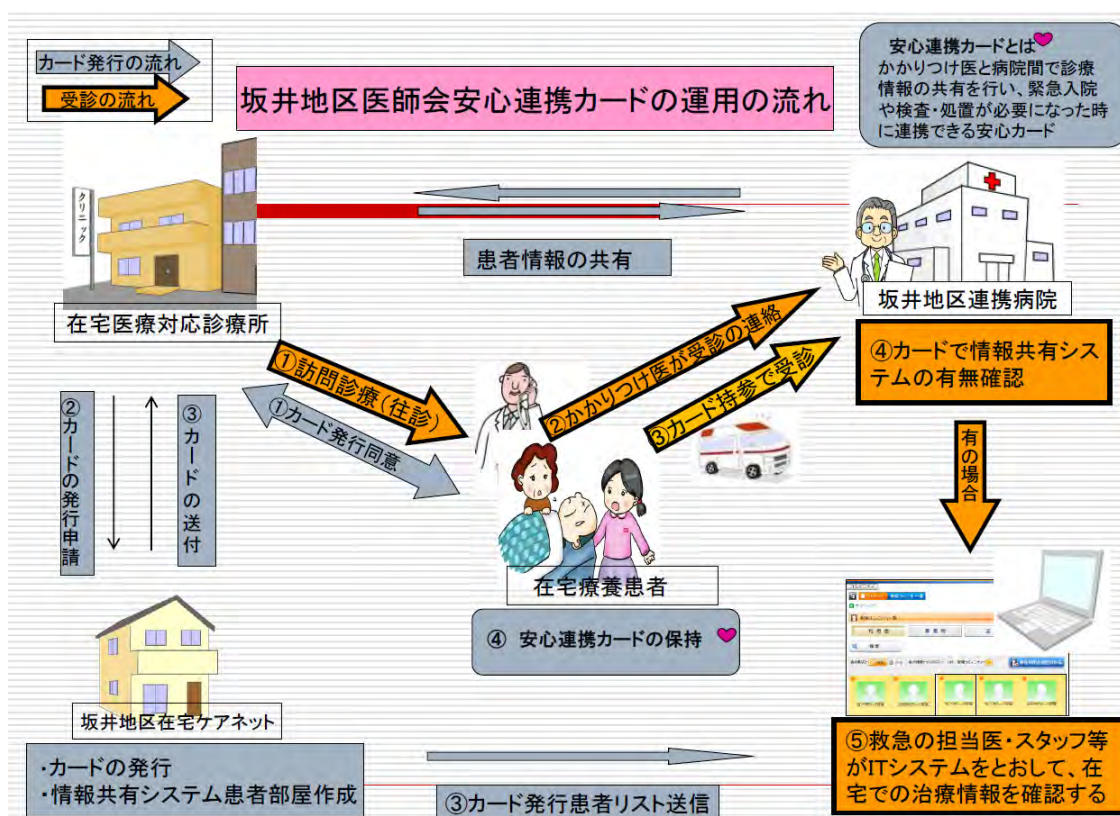 カード発行の流れ
受診の流れ
坂井地区医師会安心連携カードの運用の流れ
安心連携カードとは
かかりつけ医と病院間で診療
情報の共有を行い、緊急入院
や検査・処置が必要になった時
に連携できる安心カード
クリニック
患者情報の共有
在宅医療対応診療所
坂井地区連携病院
①訪問診療(往診)
①カード発行同意
②かかりつけ医が受診の連絡
③カード持参で受診
④カードで情報共有シス
テムの有無確認
②カードの発行申請
③カードの送付
有の場合
在宅療養患者
④ 安心連携カードの保持
坂井地区在宅ケアネット
・カードの発行
・情報共有システム患者部屋作成
③カード発行患者リスト送信
⑤救急の担当医・スタッフ等
がITシステムをとおして、在
宅での治療情報を確認する